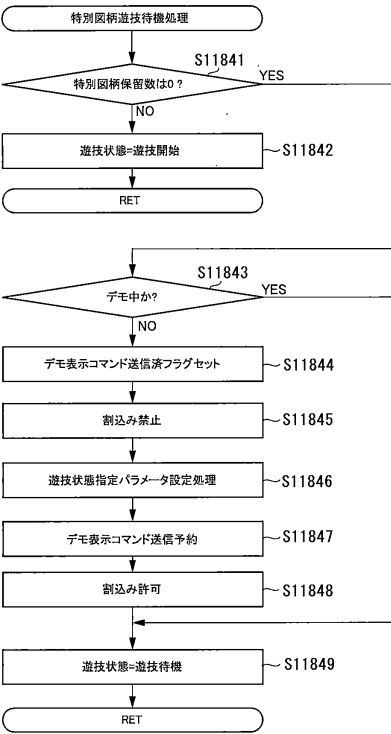 特別図柄遊技待機処理
S11841
特別図柄保留数は0?
YES
NO
遊技状態=遊技開始
S11842
RET
S11843
デモ中か?
YES
NO
デモ表示コマンド送信済フラグセット
S11844
割込み禁止
S11845
遊技状態指定パラメータ設定処理
S11846
デモ表示コマンド送信予約
S11847
割込み許可
S11848
遊技状態=遊技待機
S11849
RET